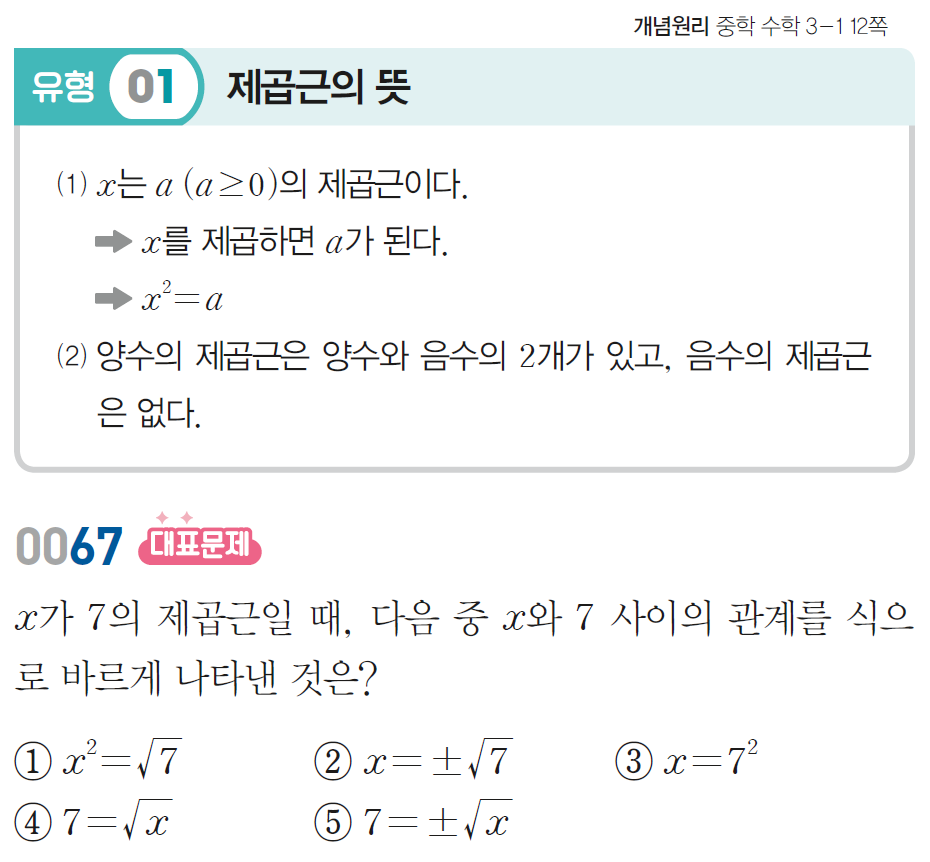 개념원리 중학 수학 3-1 12쪽
유형 01 제곱근의 뜻
(1) x는 a (a≥0)의 제곱근이다.
➡ x를 제곱하면 a가 된다.
➡ x²=a
(2) 양수의 제곱근은 양수와 음수의 2개가 있고, 음수의 제곱근
은 없다.
0067 대표문제
x가 7의 제곱근일 때, 다음 중 x와 7 사이의 관계를 식으
로 바르게 나타낸 것은?
① x²=√7 ② x=±√7 ③ x=7²
④ 7=√x ⑤ 7=±√x